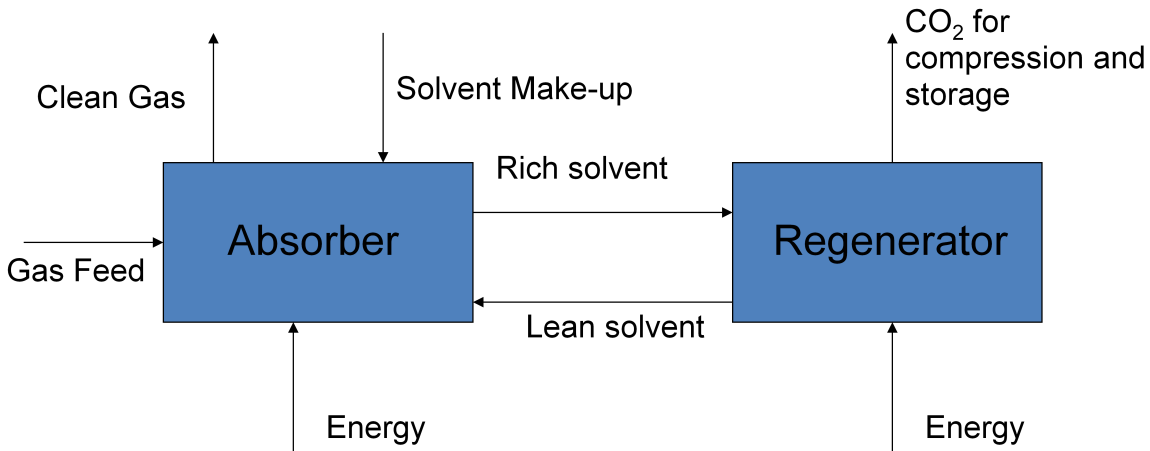 CO₂ for
compression and
storage
Clean Gas
Solvent Make-up
Rich solvent
Absorber
Regenerator
Gas Feed
Lean solvent
Energy
Energy